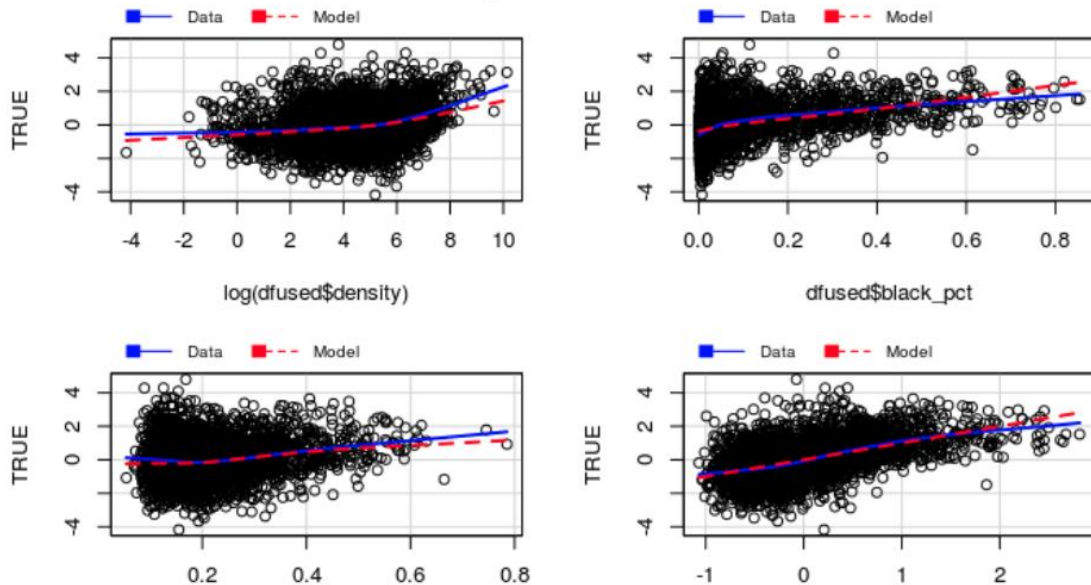 Data Model
Data Model
TRUE
4
2
0
-4
-4 -2 0 2 4 6 8 10
log(dfused$density)
TRUE
4
2
0
-4
0.0 0.2 0.4 0.6 0.8
dfused$black_pct
Data Model
Data Model
TRUE
4
2
0
-4
0.2 0.4 0.6 0.8
TRUE
4
2
0
-4
-1 0 1 2